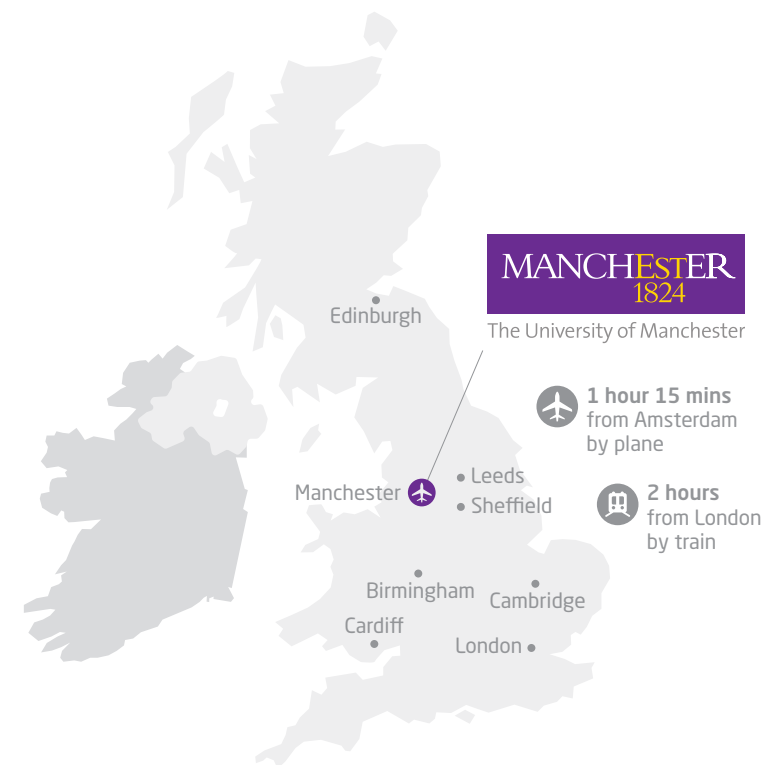 MANCHESTER
1824
The University of Manchester
Edinburgh
1 hour 15 mins
from Amsterdam
by plane
Leeds
Manchester
Sheffield
2 hours
from London
by train
Birmingham
Cambridge
Cardiff
London